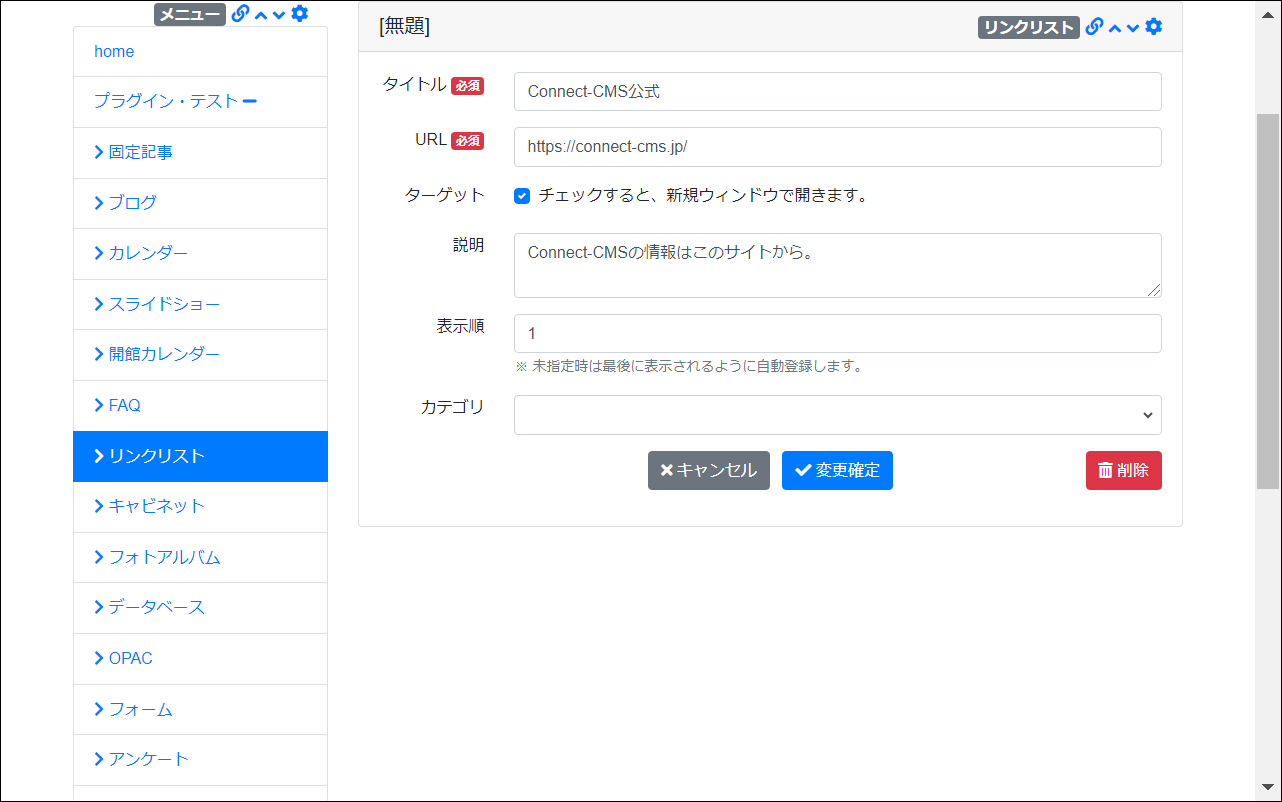 メニュー
home
プラグイン・テスト
固定記事
ブログ
カレンダー
スライドショー
開館カレンダー
FAQ
リンクリスト
キャビネット
フォトアルバム
データベース
OPAC
フォーム
アンケート
[無題]
リンクリスト
タイトル 必須
Connect-CMS公式
URL 必須
https://connect-cms.jp/
ターゲット
チェックすると、新規ウィンドウで開きます。
説明
Connect-CMSの情報はこのサイトから。
表示順
1
※ 未指定時は最後に表示されるように自動登録します。
カテゴリ
キャンセル 変更確定 削除